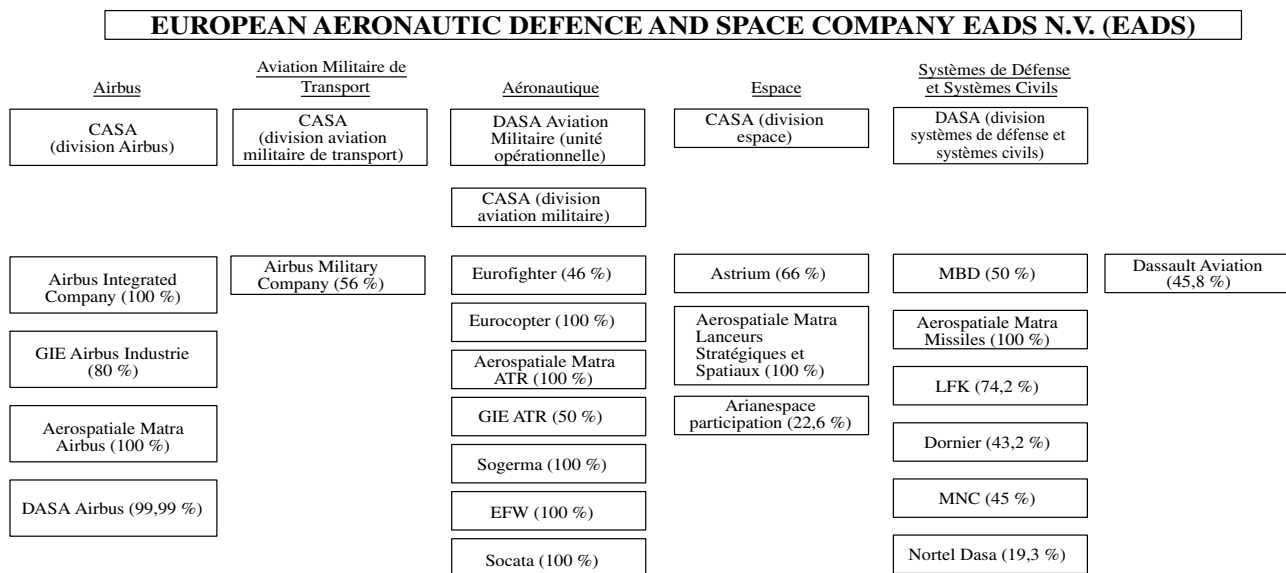 EUROPEAN AERONAUTIC DEFENCE AND SPACE COMPANY EADS N.V. (EADS)
Airbus
CASA
(division Airbus)
Airbus Integrated
Company (100 %)
GIE Airbus Industrie
(80 %)
Aerospatiale Matra
Airbus (100 %)
DASA Airbus (99,99 %)
Aviation Militaire de
Transport
CASA
(division aviation
militaire de transport)
Airbus Military
Company (56 %)
Aéronautique
DASA Aviation
Militaire (unité
opérationnelle)
CASA (division
aviation militaire)
Eurofighter (46 %)
Eurocopter (100 %)
Aerospatiale Matra
ATR (100 %)
GIE ATR (50 %)
Sogerma (100 %)
EFW (100 %)
Socata (100 %)
Espace
CASA (division
espace)
Astrium (66 %)
Aerospatiale Matra
Lanceurs
Stratégiques et
Spatiaux (100 %)
Arianespace
participation (22,6 %)
Systèmes de Défense
et Systèmes Civils
DASA (division
systèmes de défense et
systèmes civils)
MBD (50 %)
Aerospatiale Matra
Missiles (100 %)
LFK (74,2 %)
Dornier (43,2 %)
MNC (45 %)
Nortel Dasa (19,3 %)
Dassault Aviation
(45,8 %)